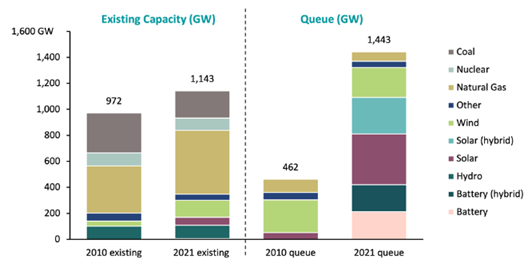 Existing Capacity (GW)
Queue (GW)
1,600 GW
1,400
1,200
1,000
800
600
400
200
0
972
1,143
462
1,443
2010 existing
2021 existing
2010 queue
2021 queue
Coal
Nuclear
Natural Gas
Other
Wind
Solar (hybrid)
Solar
Hydro
Battery (hybrid)
Battery